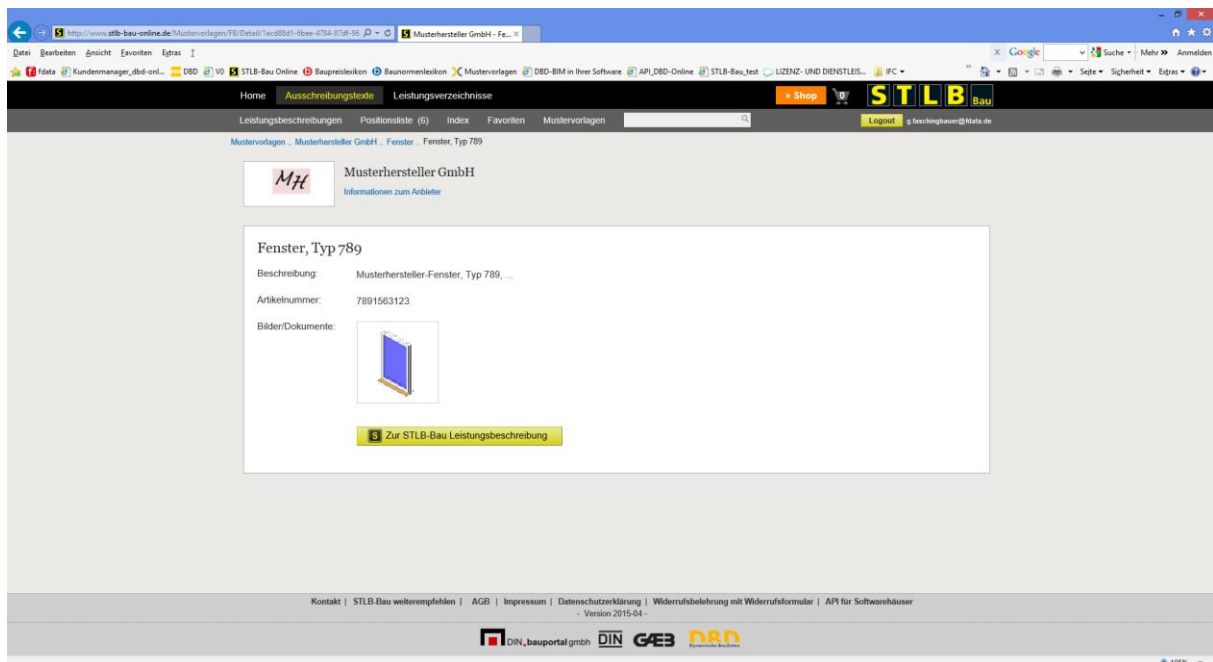 http://www.stlb-bau-online.de/Mustervorlagen/FB/Detail/1acd88d1-6bee-4784-87df-96
Musterhersteller GmbH - Fe...
Datei Bearbeiten Ansicht Favoriten Extras ?
x Google Suche Mehr >> Anmelden
fdata Kundenmanager_dbd-onl... DBD V0 STLB-Bau Online Baupreislexikon Baunormenlexikon Mustervorlagen DBD-BIM in Ihrer Software API_DBD-Online STLB-Bau_test LIZENZ- UND DIENSTLEIS... IFC
Seite Sicherheit Extras
Home Ausschreibungstexte Leistungsverzeichnisse » Shop 0 STLB Bau
Leistungsbeschreibungen Positionsliste (6) Index Favoriten Mustervorlagen Logout g.faschingbauer@fdata.de
Mustervorlagen .. Musterhersteller GmbH .. Fenster .. Fenster, Typ 789
MH
Musterhersteller GmbH
Informationen zum Anbieter
Fenster, Typ 789
Beschreibung: Musterhersteller-Fenster, Typ 789, ...
Artikelnummer: 7891563123
Bilder/Dokumente:
S Zur STLB-Bau Leistungsbeschreibung
Kontakt | STLB-Bau weiterempfehlen | AGB | Impressum | Datenschutzerklärung | Widerrufsbelehrung mit Widerrufsformular | API für Softwarehäuser
- Version 2015-04 -
DIN.bauportal gmbh DIN GAEB DBD
Dynamische BauDaten